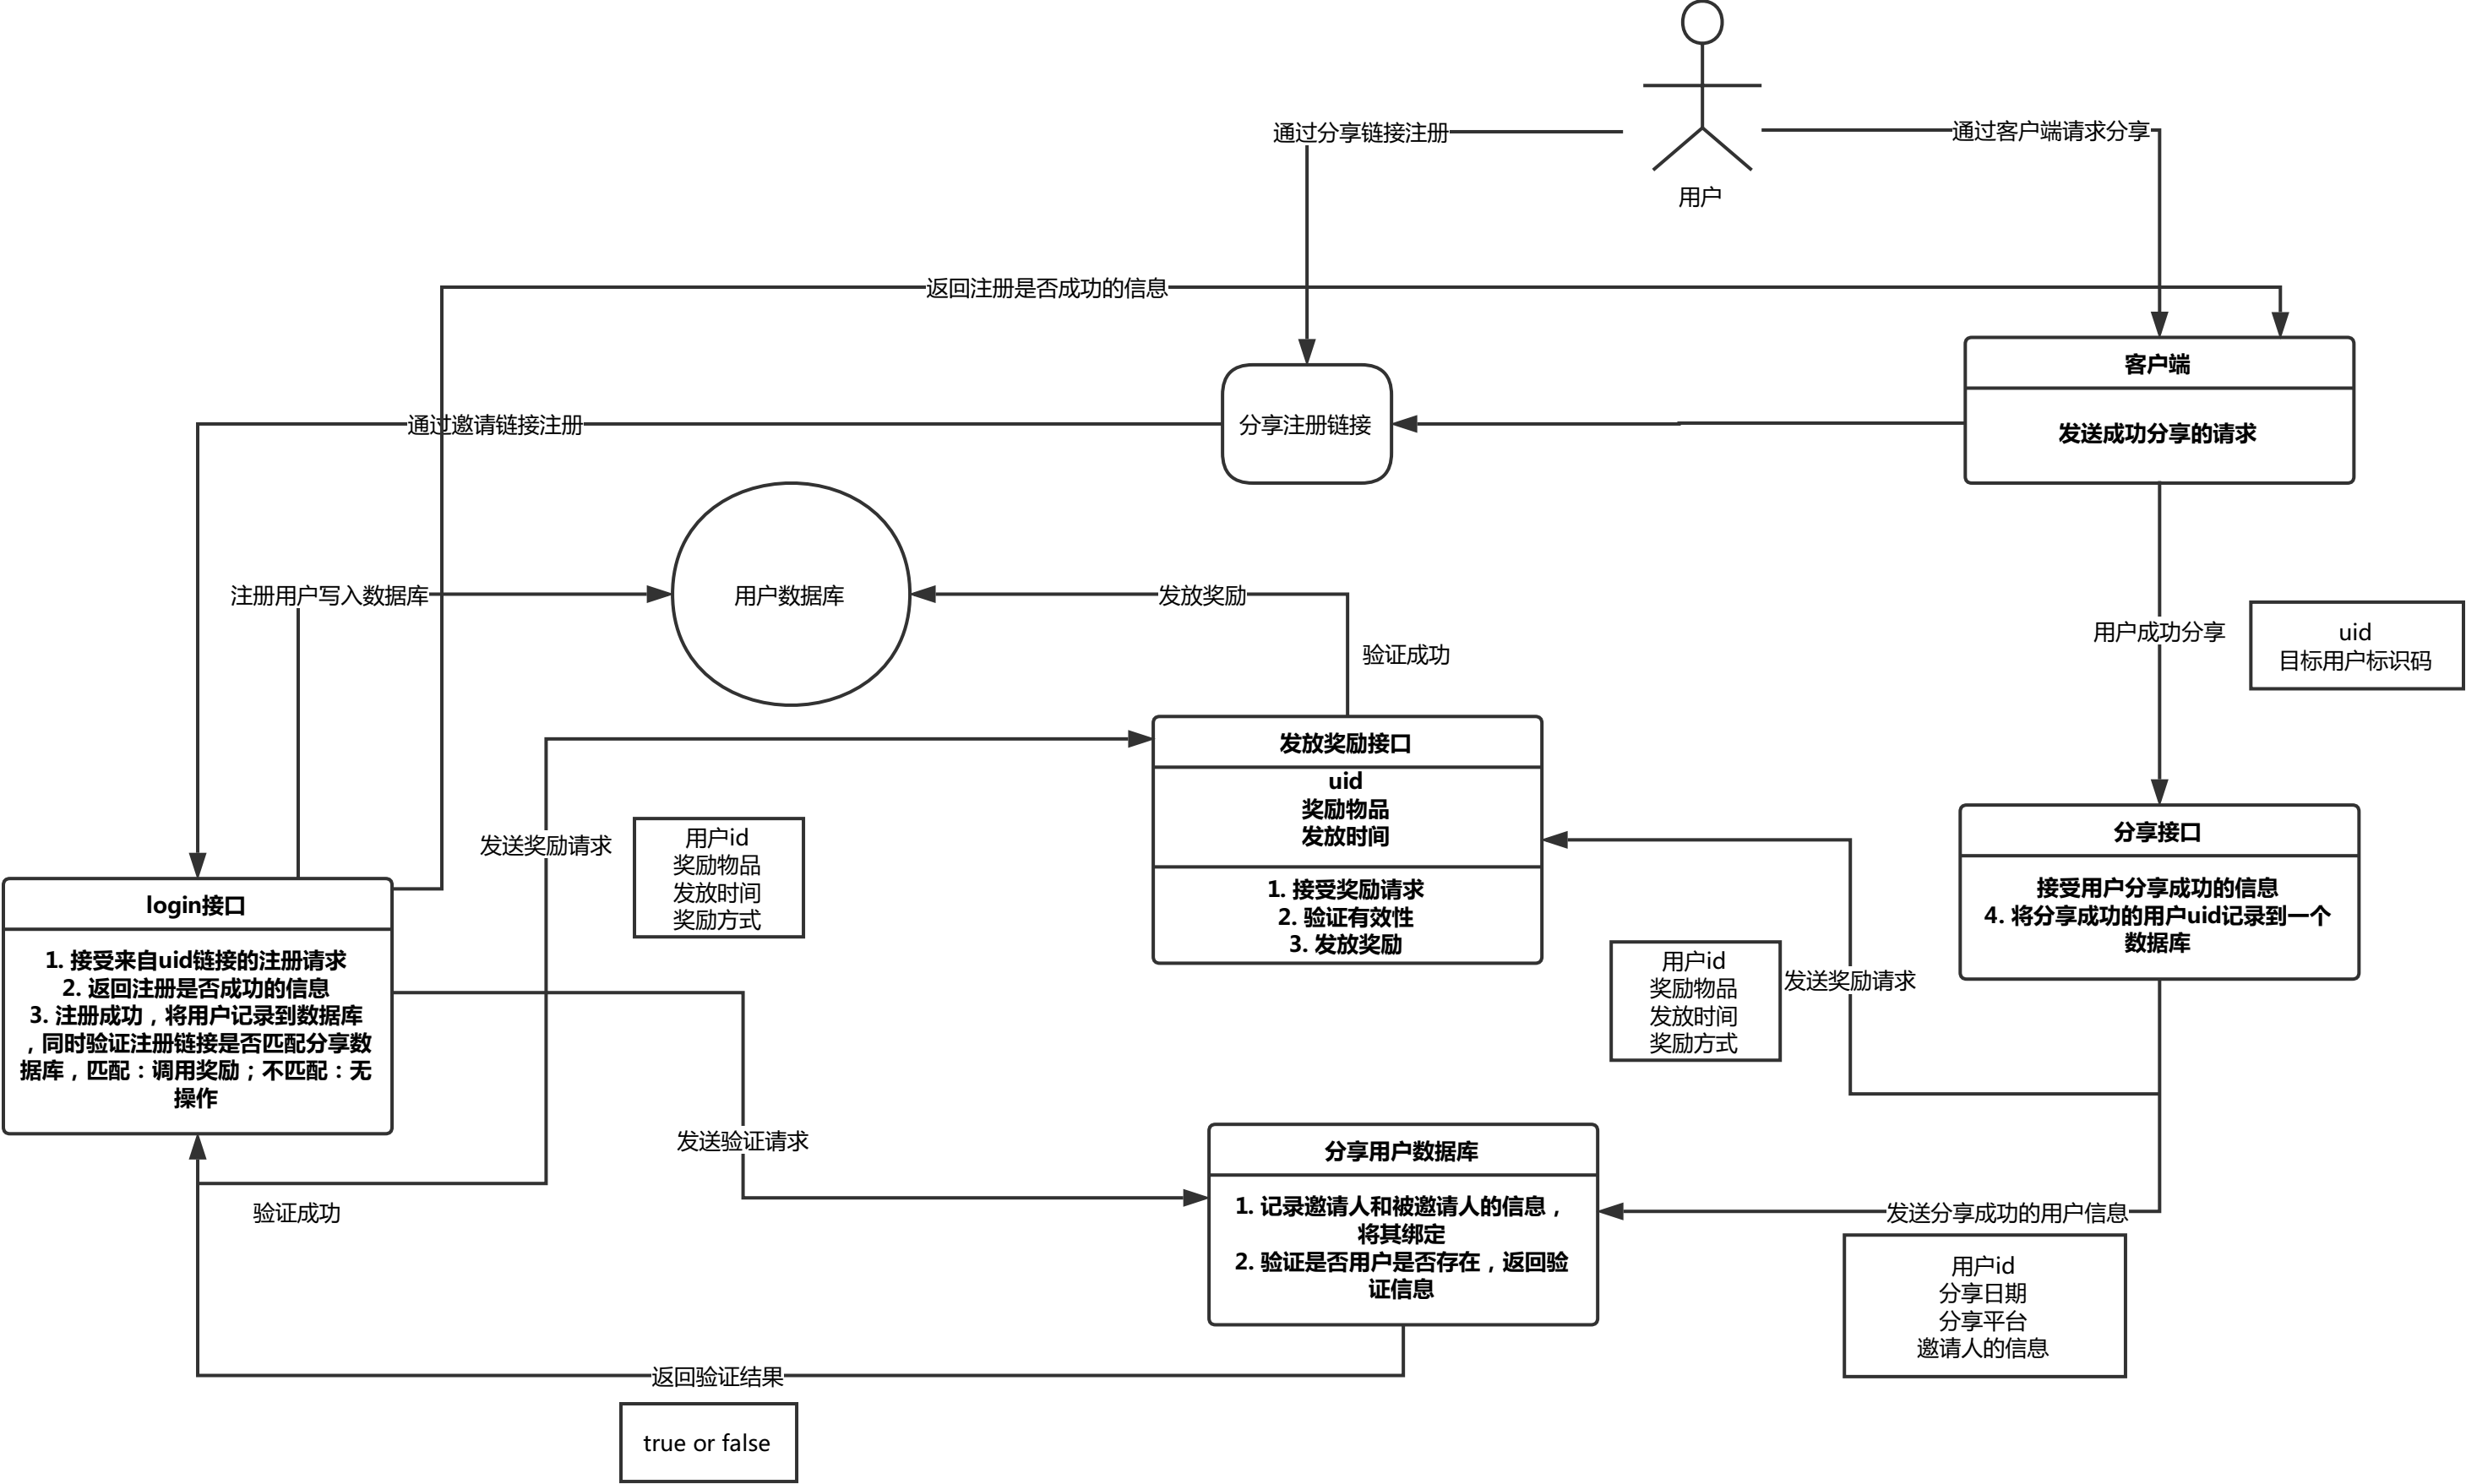 通过分享链接注册
通过客户端请求分享
用户
返回注册是否成功的信息
客户端
发送成功分享的请求
通过邀请链接注册
分享注册链接
注册用户写入数据库
用户数据库
发放奖励
验证成功
用户成功分享
uid
目标用户标识码
发放奖励接口
uid
奖励物品
发放时间
1. 接受奖励请求
2. 验证有效性
3. 发放奖励
发送奖励请求
用户id
奖励物品
发放时间
奖励方式
分享接口
接受用户分享成功的信息
4. 将分享成功的用户uid记录到一个
数据库
login接口
1. 接受来自uid链接的注册请求
2. 返回注册是否成功的信息
3. 注册成功，将用户记录到数据库
，同时验证注册链接是否匹配分享数
据库，匹配：调用奖励；不匹配：无
操作
用户id
奖励物品
发放时间
奖励方式
发送奖励请求
发送验证请求
分享用户数据库
1. 记录邀请人和被邀请人的信息，
将其绑定
2. 验证是否用户是否存在，返回验
证信息
验证成功
发送分享成功的用户信息
用户id
分享日期
分享平台
邀请人的信息
返回验证结果
true or false